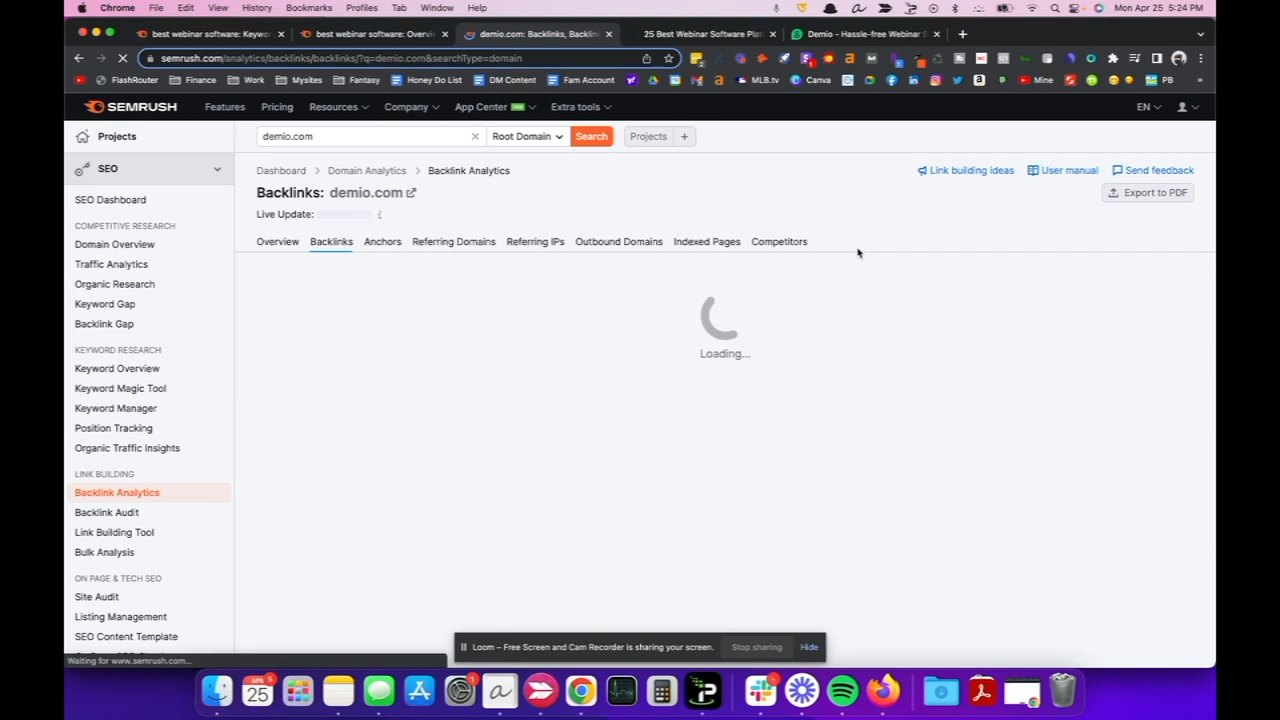 Chrome File Edit View History Bookmarks Profiles Tab Window Help Mon Apr 25 5:24 PM
best webinar software: Keywo best webinar software: Overvi demio.com: Backlinks, Backlin 25 Best Webinar Software Pla Demio - Hassle-free Webinar S
semrush.com/analytics/backlinks/backlinks/?q=demio.com&searchType=domain
FlashRouter Finance Work Mysites Fantasy Honey Do List DM Content Fam Account MLB.tv Canva Mine PB
SEMRUSH Features Pricing Resources Company App Center NEW Extra tools EN
Projects
demio.com Root Domain Search Projects +
SEO
Dashboard > Domain Analytics > Backlink Analytics
Link building ideas User manual Send feedback
Backlinks: demio.com
Export to PDF
Live Update:
Overview Backlinks Anchors Referring Domains Referring IPs Outbound Domains Indexed Pages Competitors
SEO Dashboard
COMPETITIVE RESEARCH
Domain Overview
Traffic Analytics
Organic Research
Keyword Gap
Backlink Gap
Loading...
KEYWORD RESEARCH
Keyword Overview
Keyword Magic Tool
Keyword Manager
Position Tracking
Organic Traffic Insights
LINK BUILDING
Backlink Analytics
Backlink Audit
Link Building Tool
Bulk Analysis
ON PAGE & TECH SEO
Site Audit
Listing Management
SEO Content Template
Loom – Free Screen and Cam Recorder is sharing your screen. Stop sharing Hide
Waiting for www.semrush.com...
APR
25